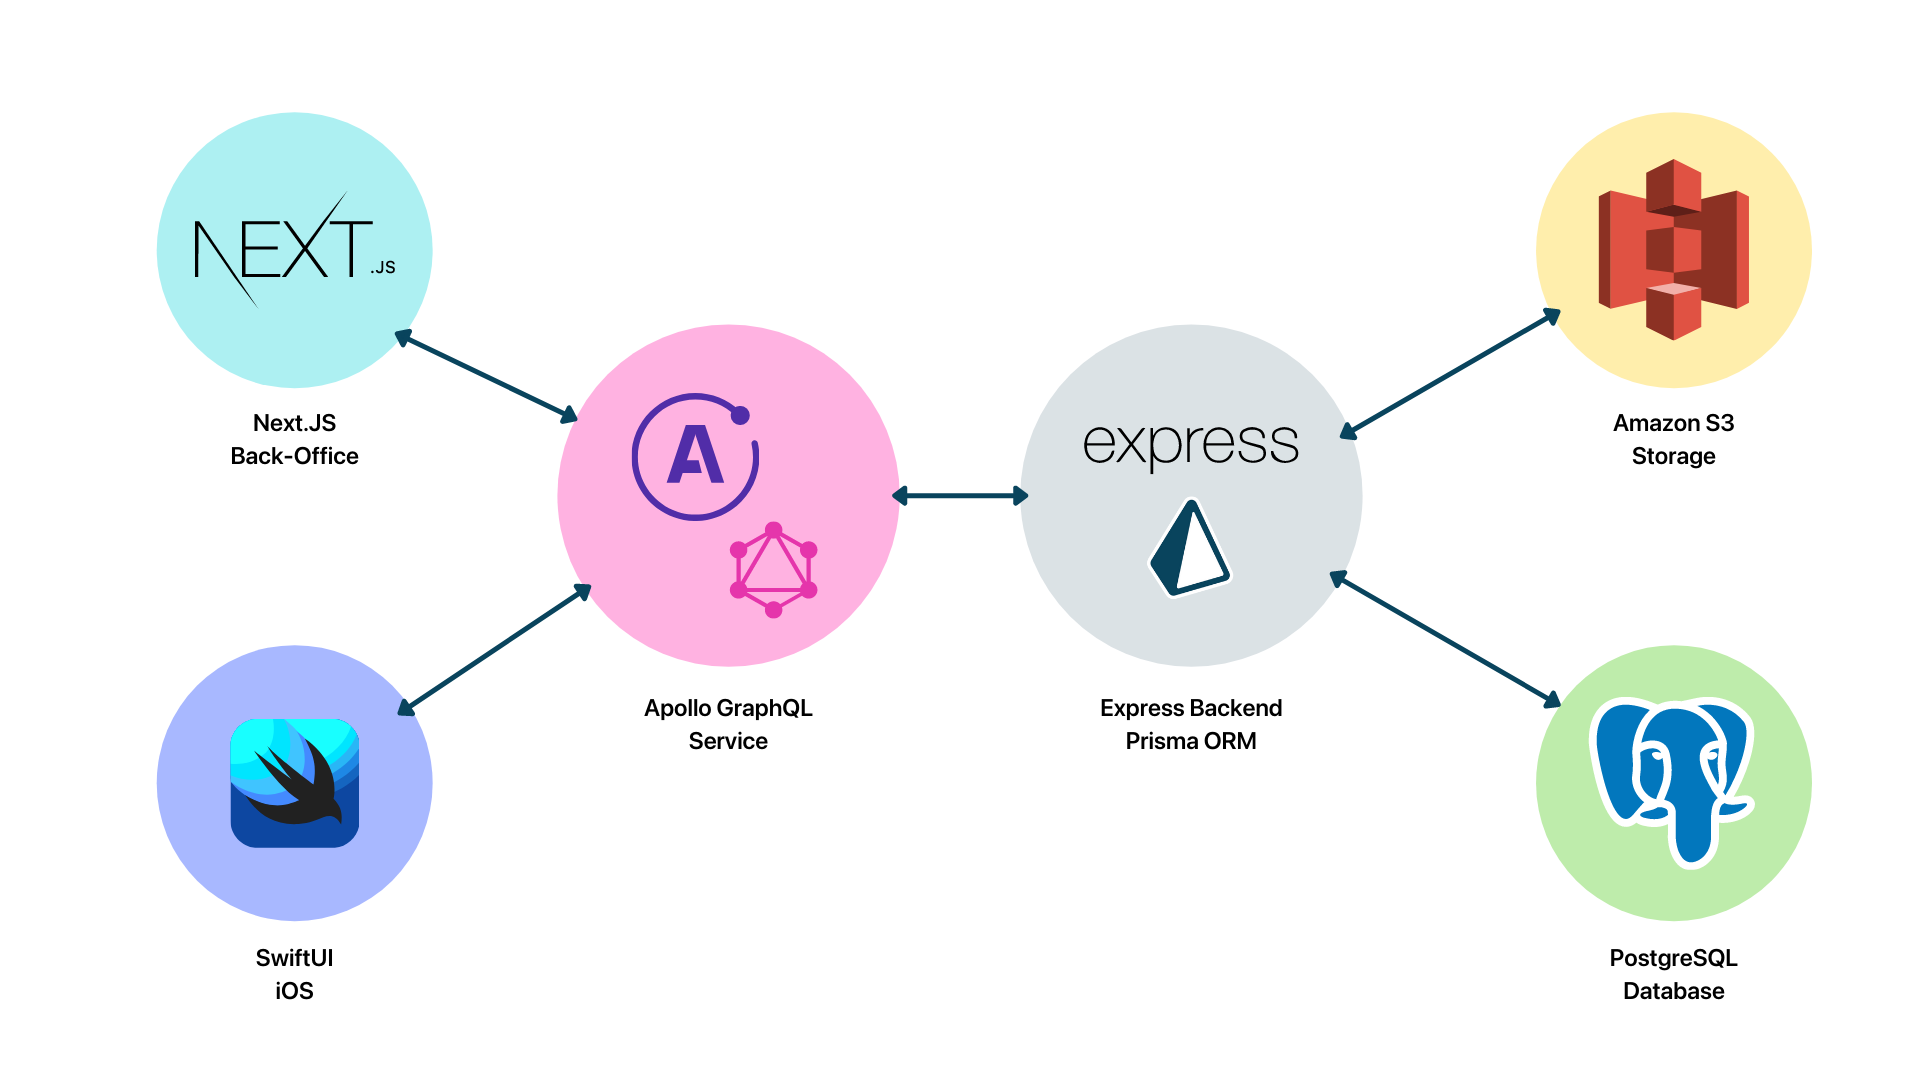 NEXT.JS
Next.JS
Back-Office
A
Apollo GraphQL
Service
SwiftUI
iOS
express
Express Backend
Prisma ORM
Amazon S3
Storage
PostgreSQL
Database